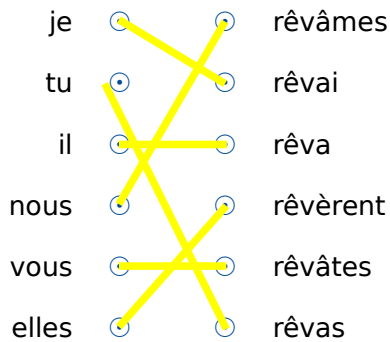 je rêvâmes
tu rêvai
il rêva
nous rêvèrent
vous rêvâtes
elles rêvas